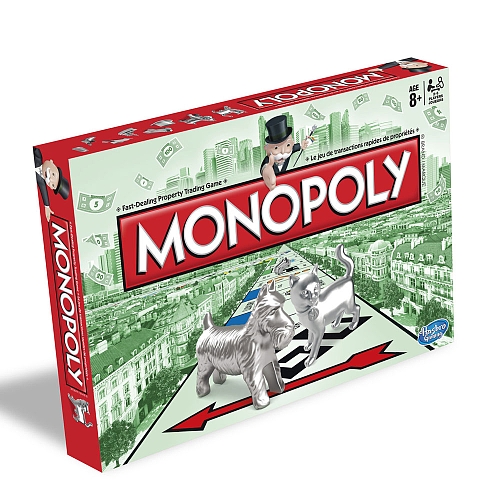 AGE
8+
✦ Fast-Dealing Property Trading Game ✦
✦ Le jeu de transactions rapides de propriétés ✦
MONOPOLY
Hasbro
Gaming
MONOPOLY
MONOPOLY